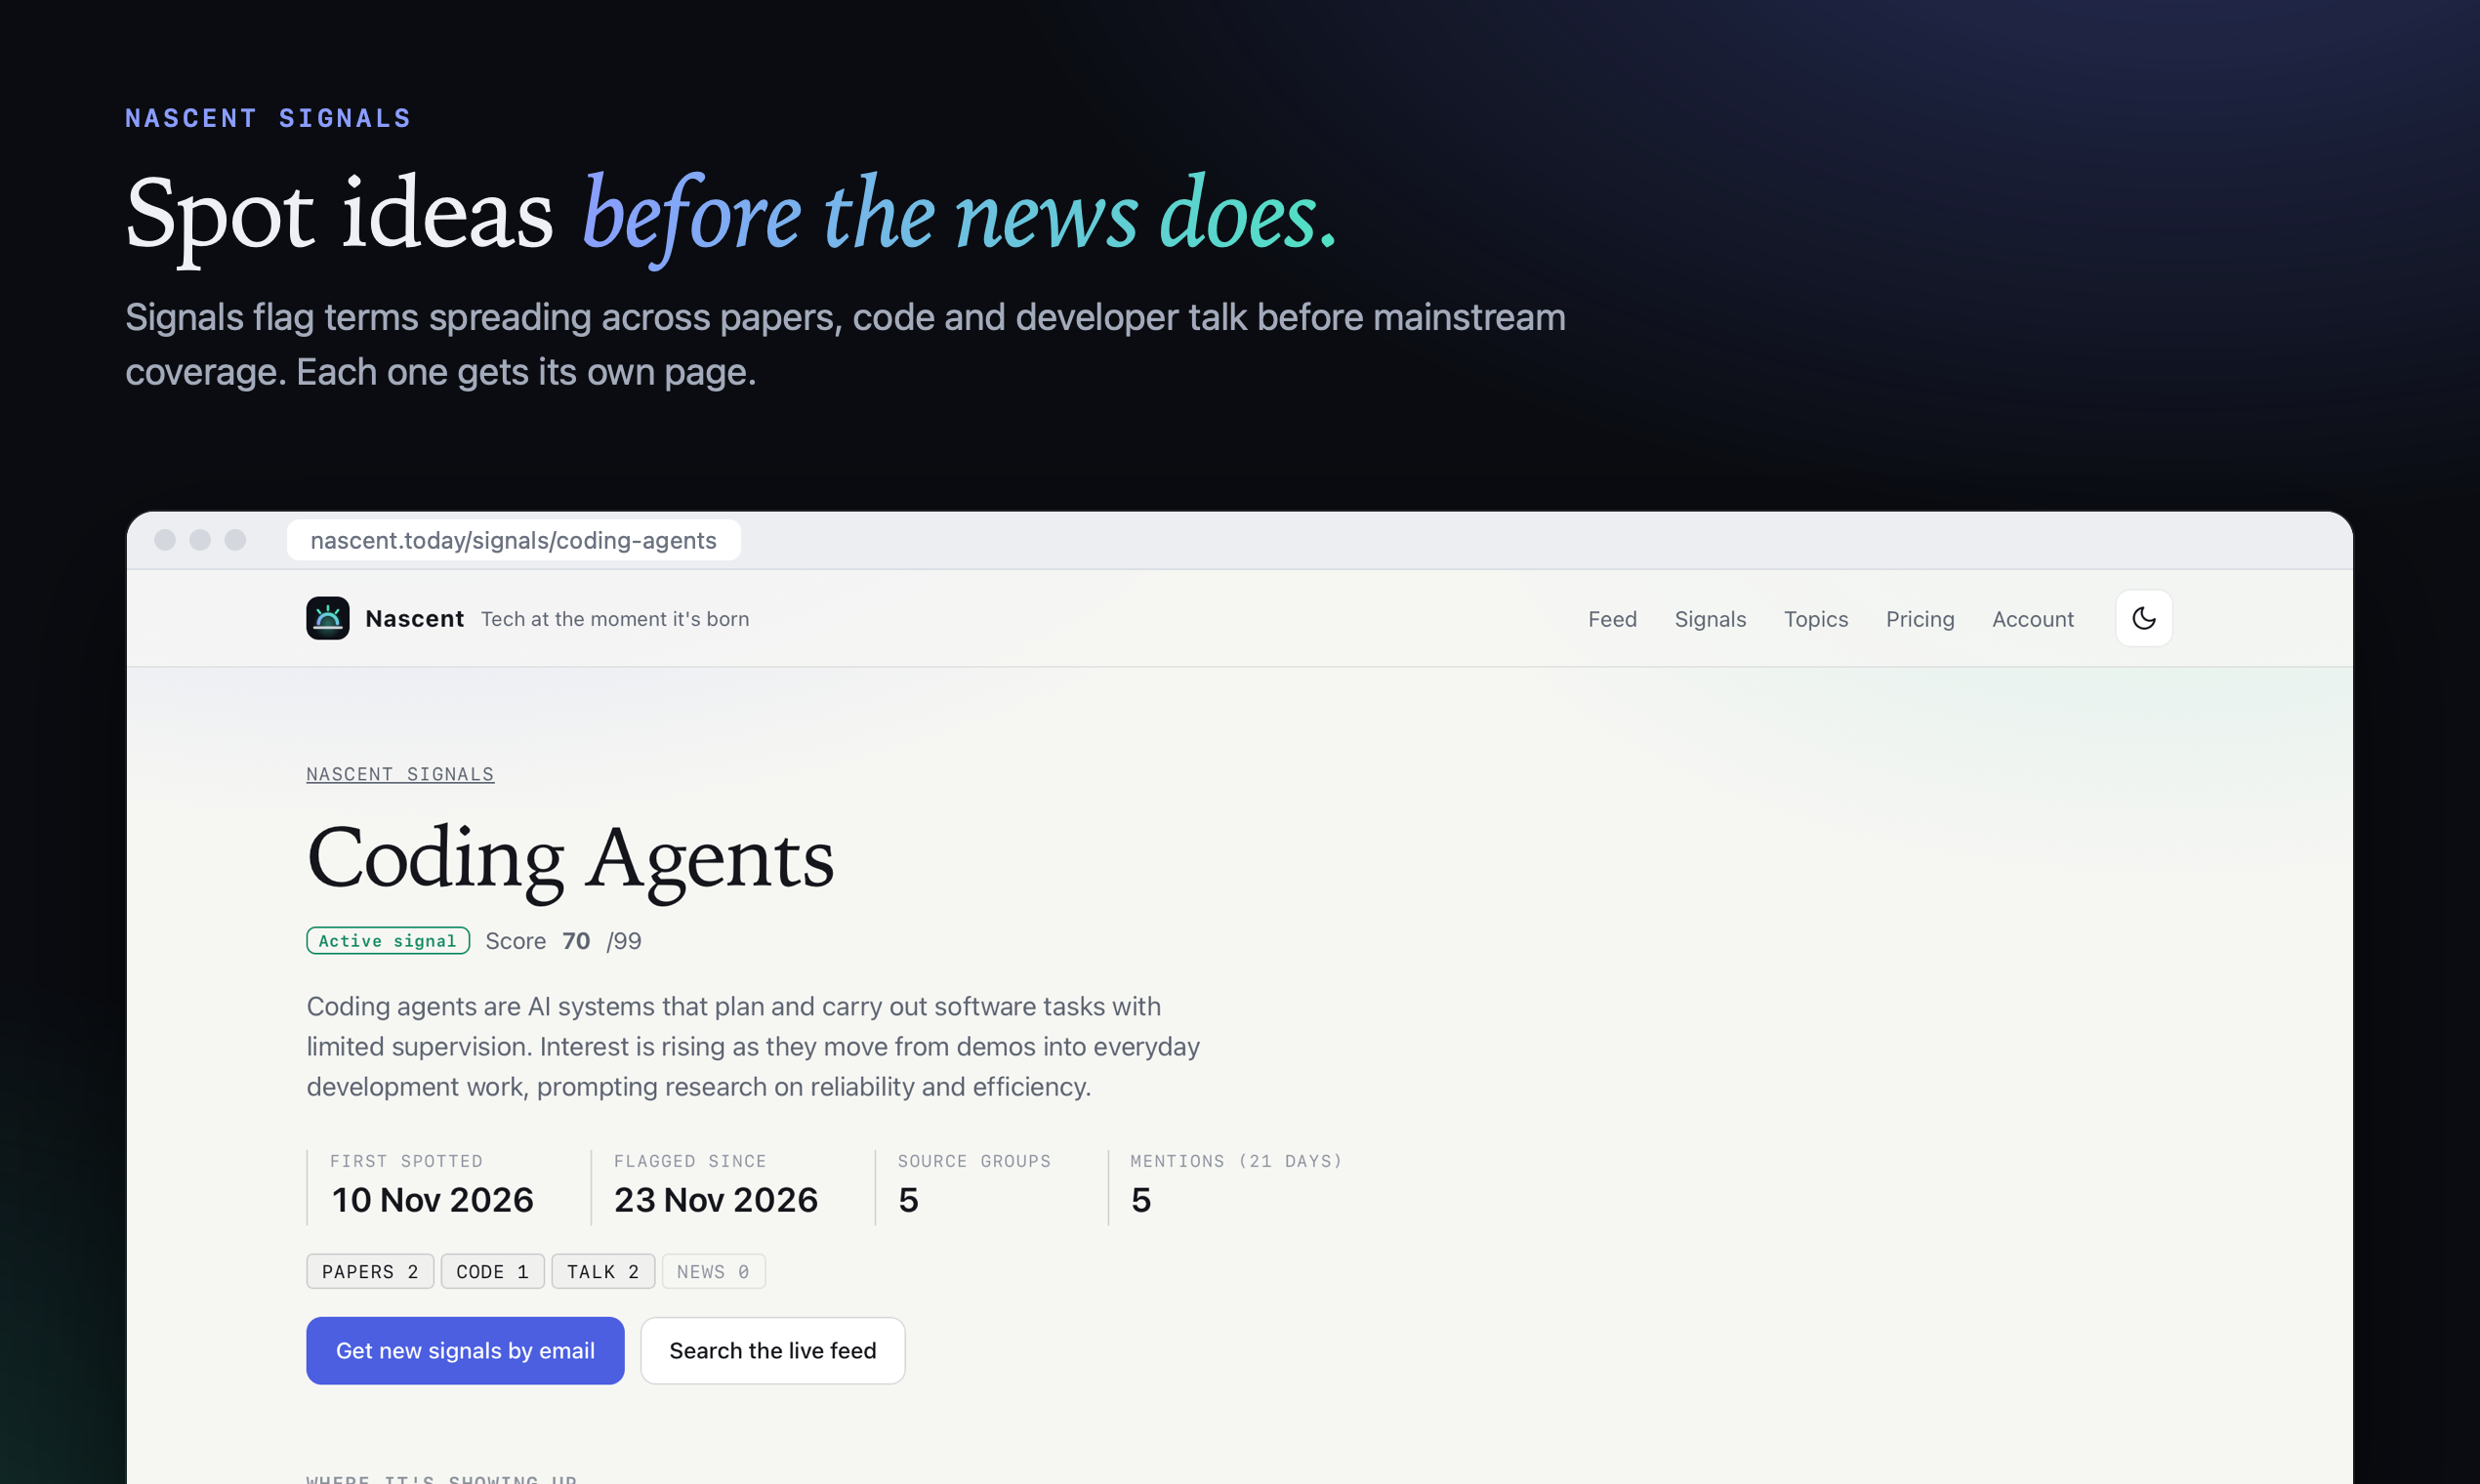 NASCENT SIGNALS
Spot ideas before the news does.
Signals flag terms spreading across papers, code and developer talk before mainstream
coverage. Each one gets its own page.
nascent.today/signals/coding-agents
Nascent Tech at the moment it's born Feed Signals Topics Pricing Account
NASCENT SIGNALS
Coding Agents
Active signal Score 70 /99
Coding agents are AI systems that plan and carry out software tasks with
limited supervision. Interest is rising as they move from demos into everyday
development work, prompting research on reliability and efficiency.
FIRST SPOTTED FLAGGED SINCE SOURCE GROUPS MENTIONS (21 DAYS)
10 Nov 2026 23 Nov 2026 5 5
PAPERS 2 CODE 1 TALK 2 NEWS 0
Get new signals by email Search the live feed
WHERE IT'S SHOWING UP